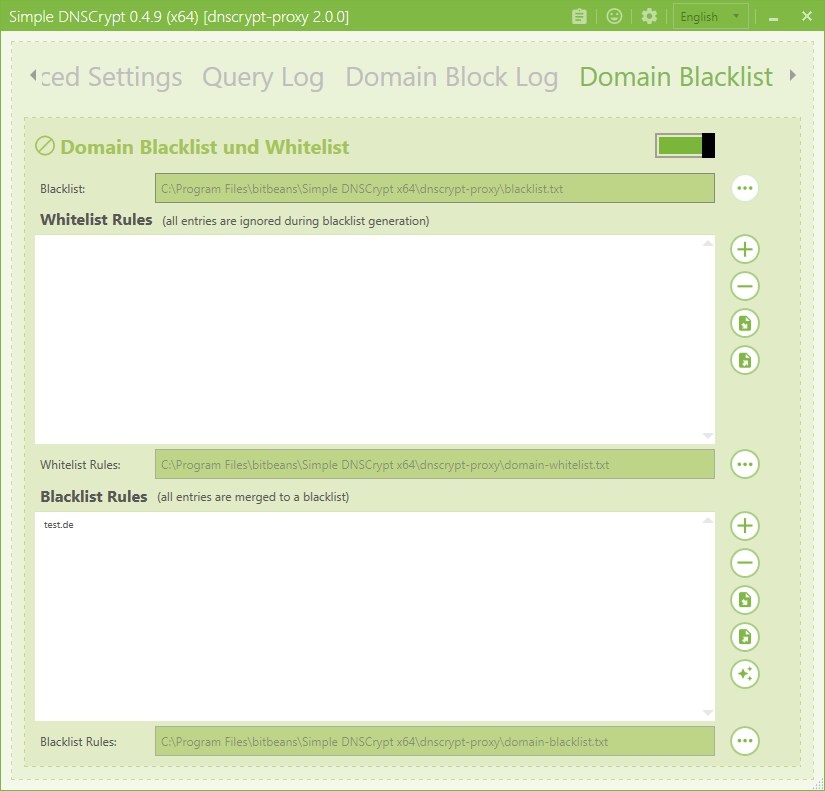 Simple DNSCrypt 0.4.9 (x64) [dnscrypt-proxy 2.0.0] English
ced Settings Query Log Domain Block Log Domain Blacklist
Domain Blacklist und Whitelist
Blacklist: C:\Program Files\bitbeans\Simple DNSCrypt x64\dnscrypt-proxy\blacklist.txt
Whitelist Rules (all entries are ignored during blacklist generation)
Whitelist Rules: C:\Program Files\bitbeans\Simple DNSCrypt x64\dnscrypt-proxy\domain-whitelist.txt
Blacklist Rules (all entries are merged to a blacklist)
test.de
Blacklist Rules: C:\Program Files\bitbeans\Simple DNSCrypt x64\dnscrypt-proxy\domain-blacklist.txt